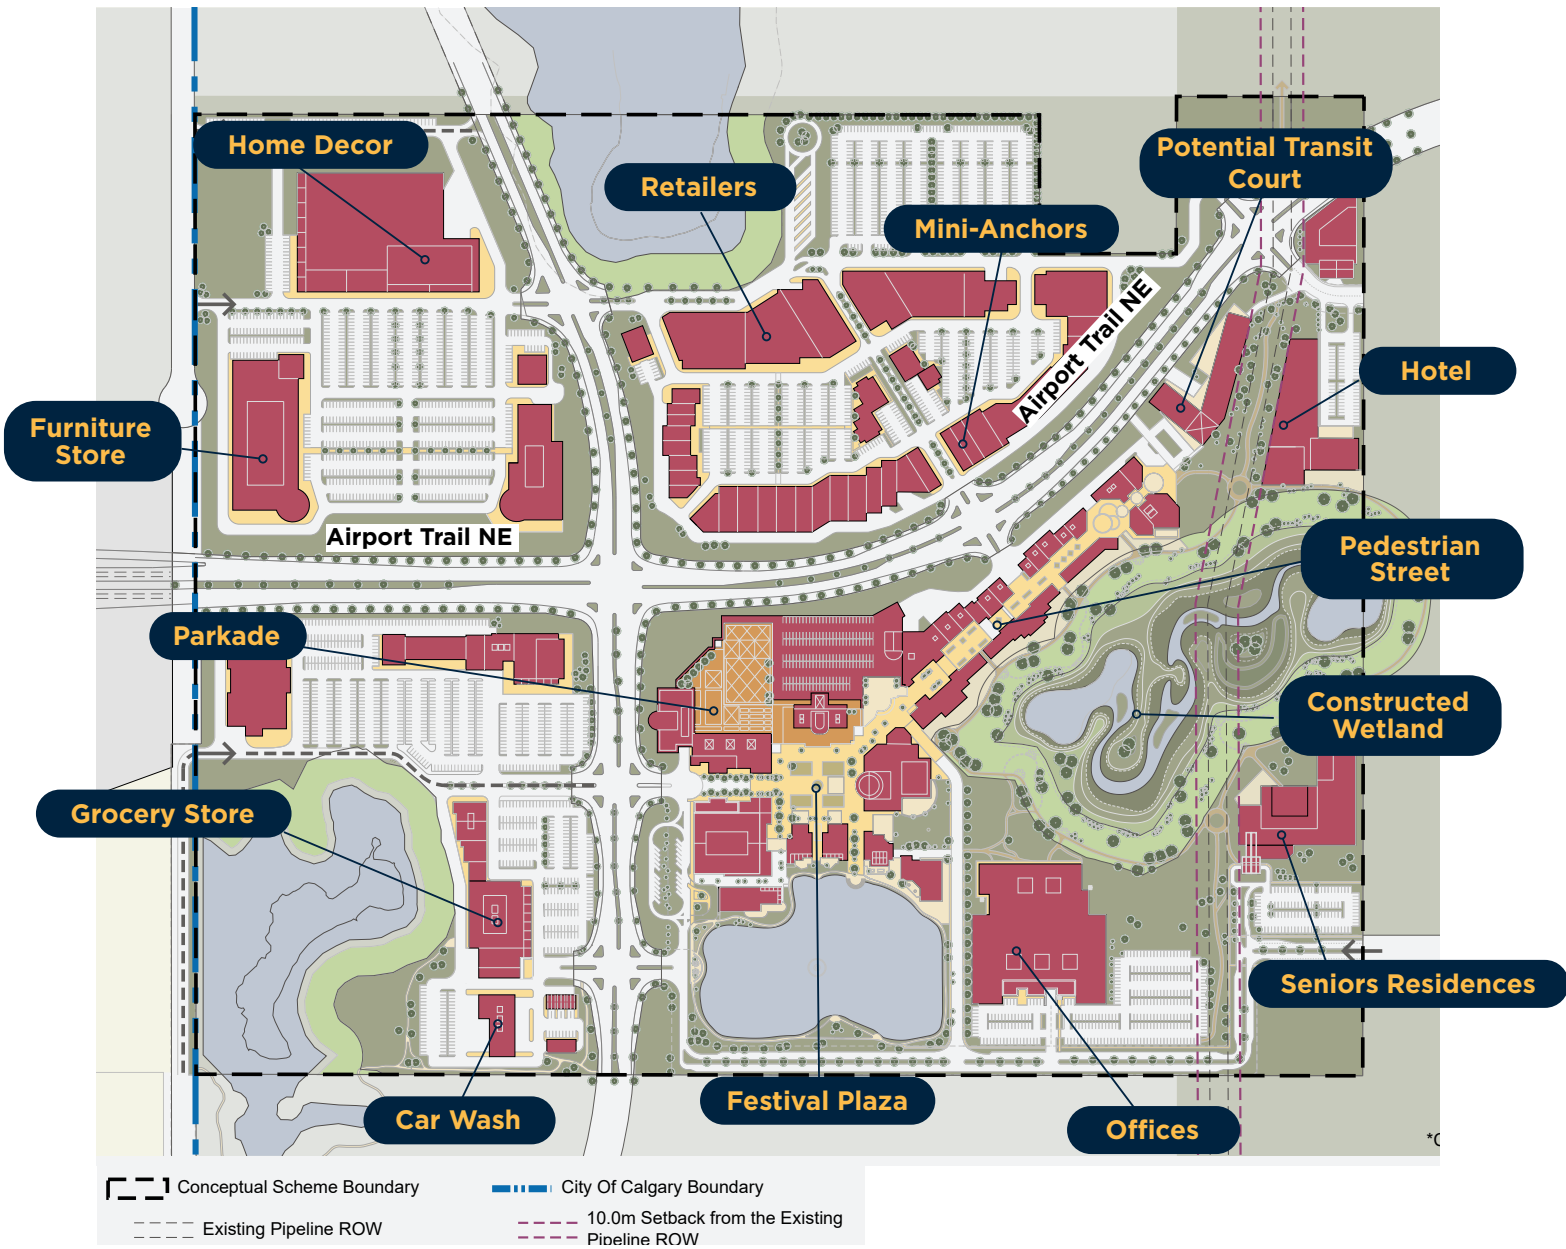 Home Decor
Potential Transit
Court
Retailers
Mini-Anchors
Airport Trail NE
Hotel
Furniture
Store
Airport Trail NE
Pedestrian
Street
Parkade
Constructed
Wetland
Grocery Store
Seniors Residences
Festival Plaza
Car Wash
Offices
Conceptual Scheme Boundary
City Of Calgary Boundary
Existing Pipeline ROW
10.0m Setback from the Existing
Pipeline ROW